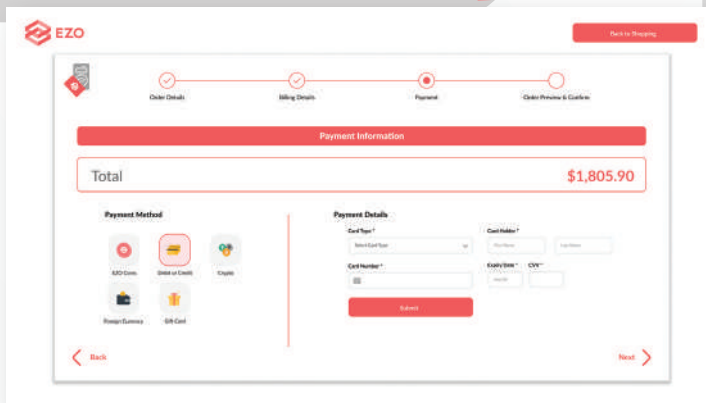 EZO
Back to Shopping
Order Details
Billing Details
Payment
Order Preview & Confirm
Payment Information
Total
$1,805.90
Payment Method
Payment Details
Card Type *
Card Holder *
Select Card Type
First Name
Last Name
EZO Coins
Debit or Credit
Crypto
Card Number *
Expiry Date *
CVV *
Foreign Currency
Gift Card
Submit
Back
Next